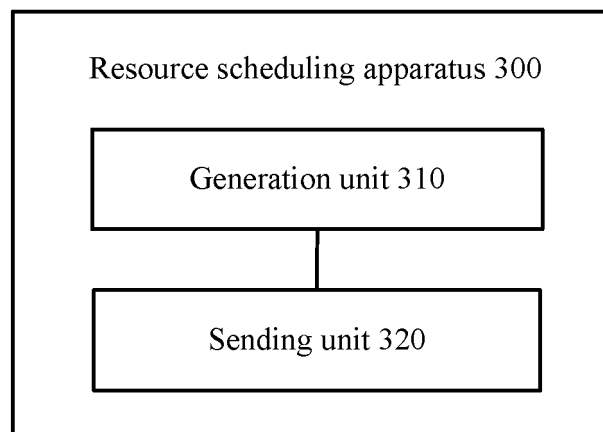 Resource scheduling apparatus 300
Generation unit 310
Sending unit 320